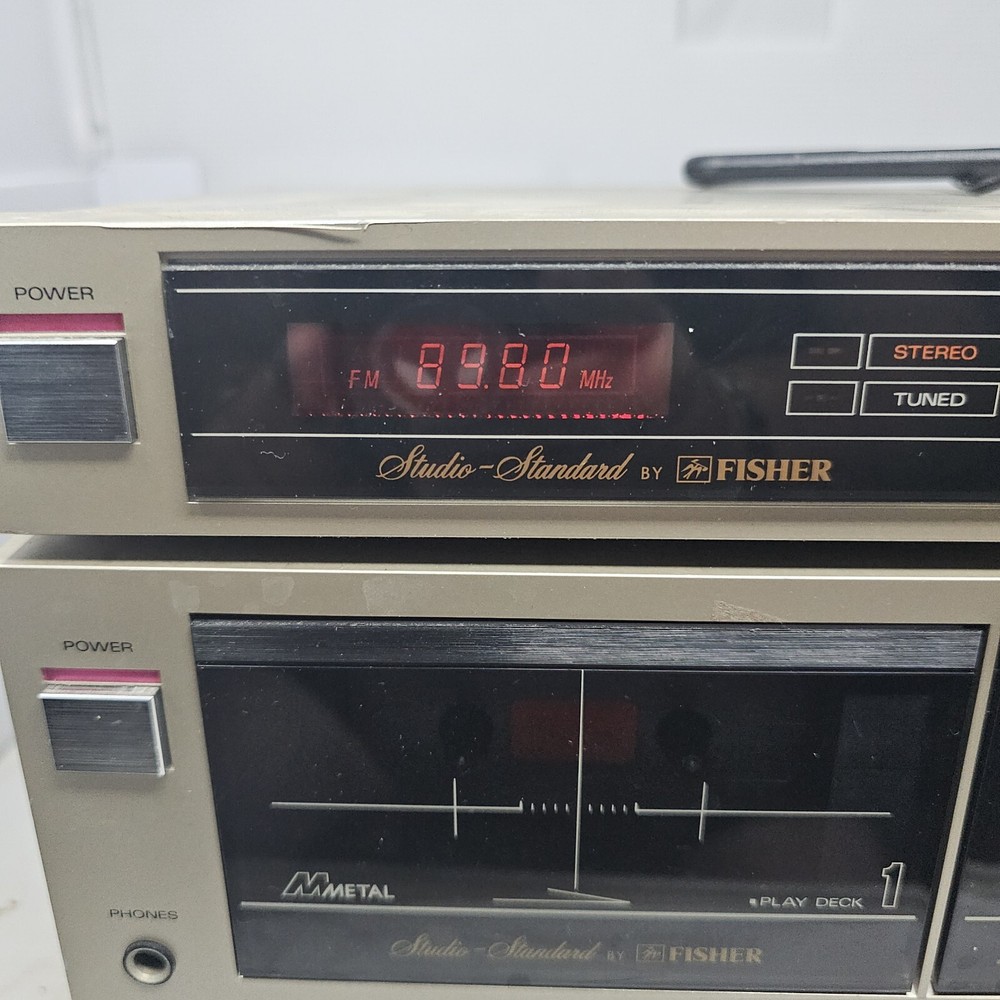 POWER
FM 89.80 MHz
STEREO
TUNED
Studio-Standard BY FISHER
POWER
METAL
PLAY DECK 1
PHONES
Studio-Standard BY FISHER